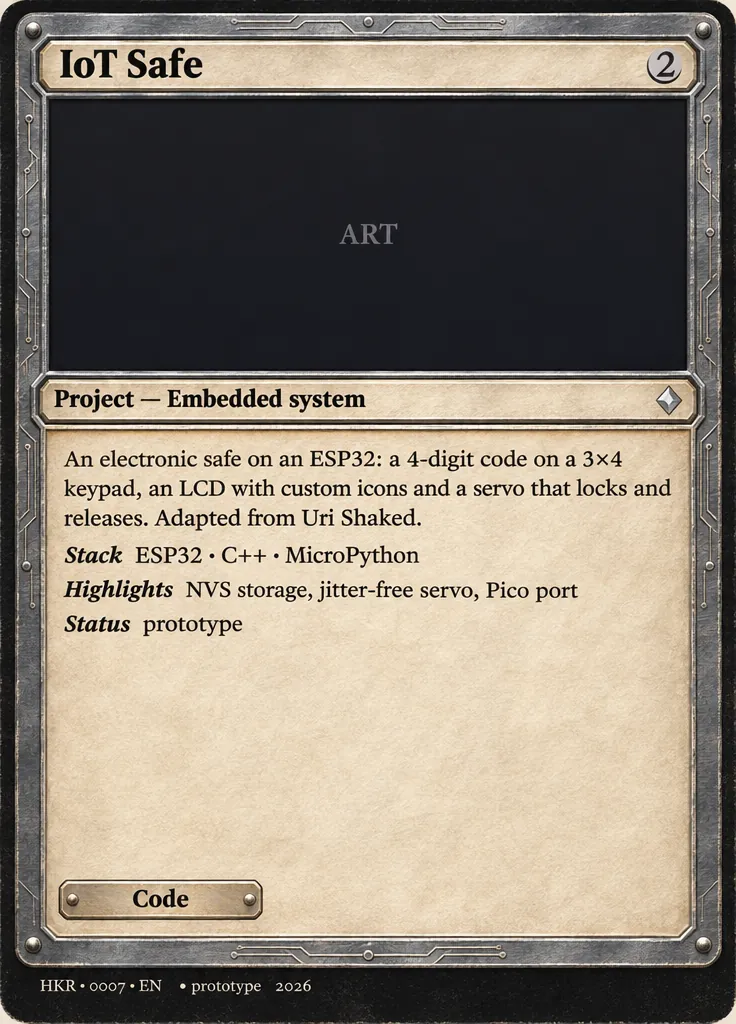 IoT Safe
2
ART
Project — Embedded system
An electronic safe on an ESP32: a 4-digit code on a 3×4
keypad, an LCD with custom icons and a servo that locks and
releases. Adapted from Uri Shaked.
Stack ESP32 • C++ • MicroPython
Highlights NVS storage, jitter-free servo, Pico port
Status prototype
Code
HKR • 0007 • EN • prototype 2026